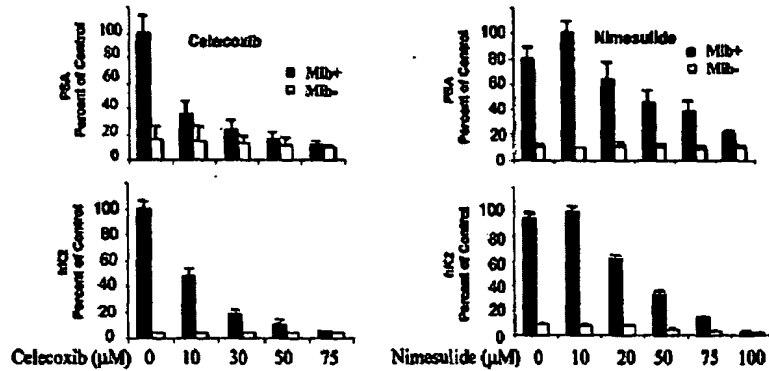 Celecoxib
Mib+
Mib-
PSA
Percent of Control
100
80
60
40
20
0
Nimesulide
Mib+
Mib-
PSA
Percent of Control
100
80
60
40
20
0
hK2
Percent of Control
100
80
60
40
20
0
Celecoxib (μM) 0 10 30 50 75
hK2
Percent of Control
100
80
60
40
20
0
Nimesulide (μM) 0 10 20 50 75 100